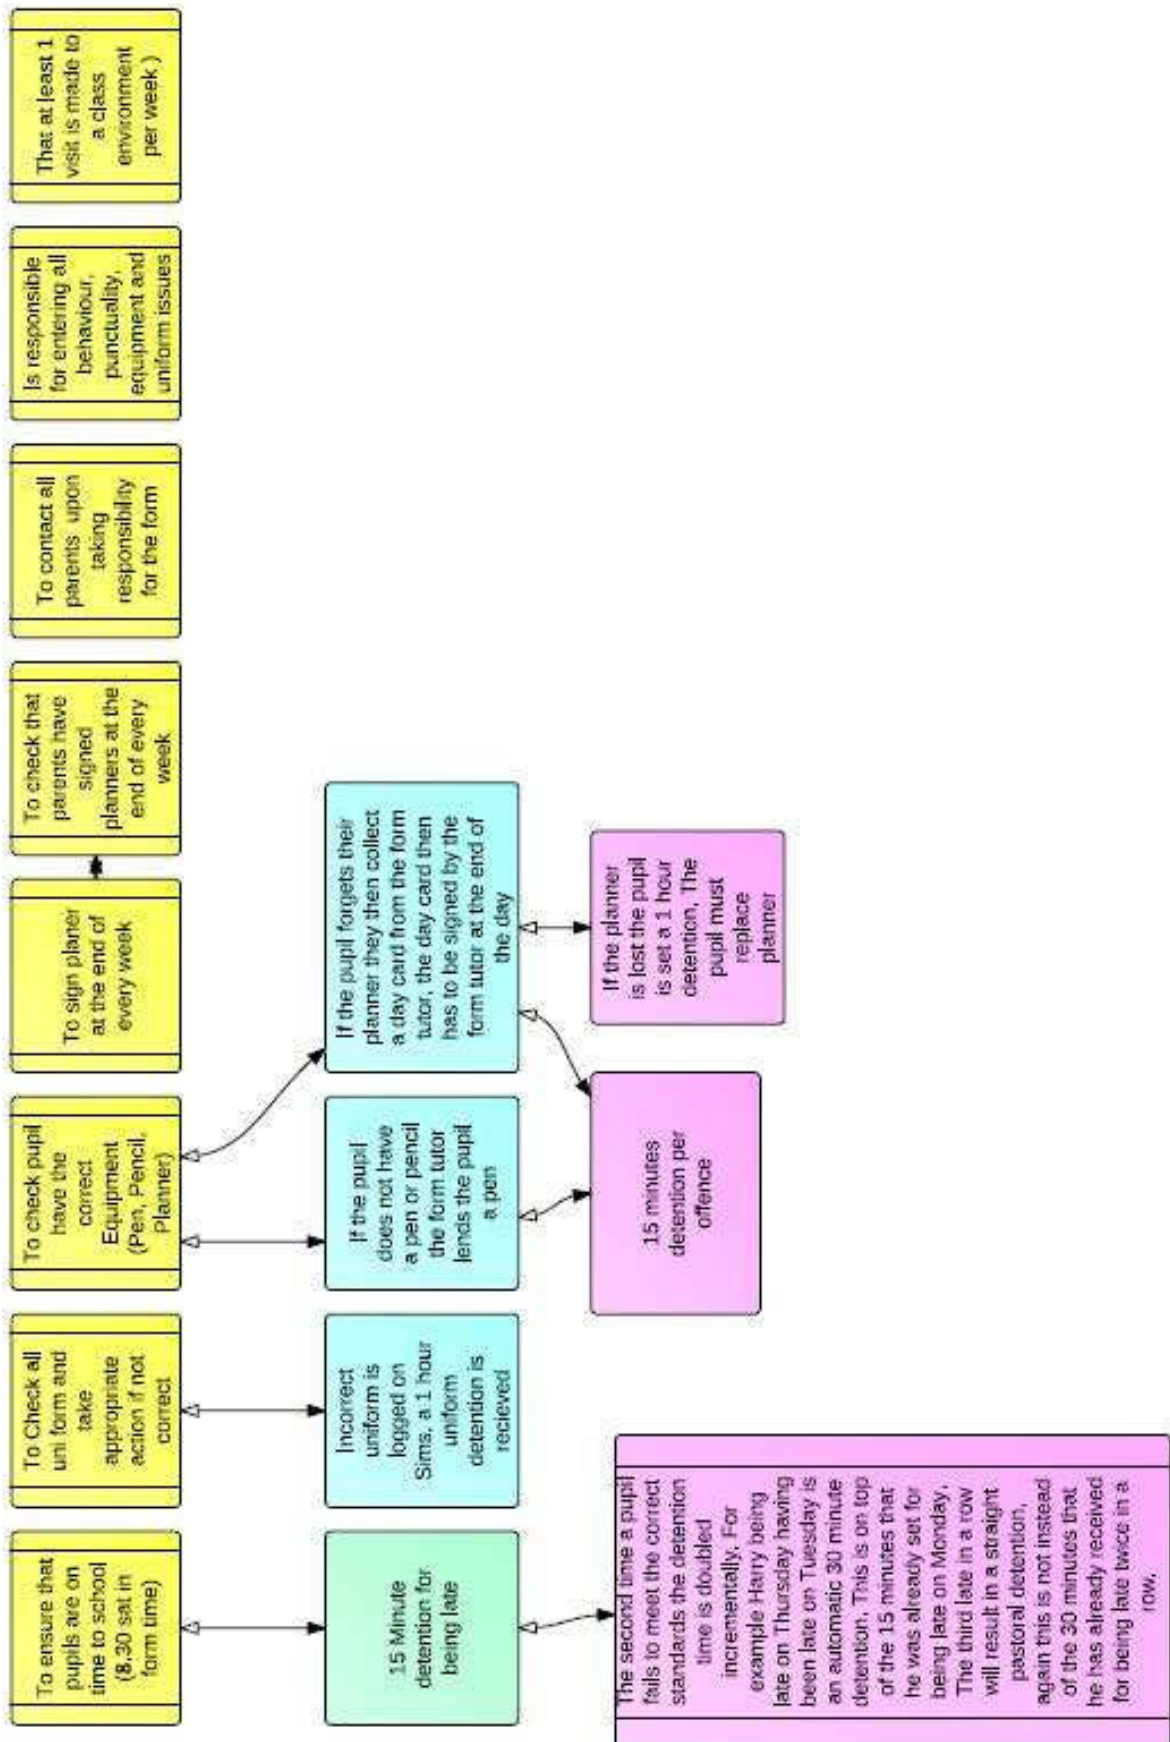 To ensure that
pupils are on
time to school
(8.30 sat in
form time)
To Check all
uni form and
take
appropriate
action if not
correct
To check pupil
have the
correct
Equipment
(Pen, Pencil,
Planner)
To sign planer
at the end of
every week
To check that
parents have
signed
planners at the
end of every
week
To contact all
parents upon
taking
responsibility
for the form
Is responsible
for entering all
behaviour,
punctuality,
equipment and
uniform issues
That at least 1
visit is made to
a class
environment
per week )
15 Minute
detention for
being late
Incorrect
uniform is
logged on
Sims, a 1 hour
uniform
detention is
recieved
If the pupil
does not have
a pen or pencil
the form tutor
lends the pupil
a pen
If the pupil forgets their
planner they then collect
a day card from the form
tutor, the day card then
has to be signed by the
form tutor at the end of
the day
The second time a pupil
fails to meet the correct
standards the detention
time is doubled
incrementally. For
example Harry being
late on Thursday having
been late on Tuesday is
an automatic 30 minute
detention. This is on top
of the 15 minutes that
he was already set for
being late on Monday,
The third late in a row
will result in a straight
pastoral detention,
again this is not instead
of the 30 minutes that
he has already received
for being late twice in a
row,
15 minutes
detention per
offence
If the planner
is lost the pupil
is set a 1 hour
detention, The
pupil must
replace
planner